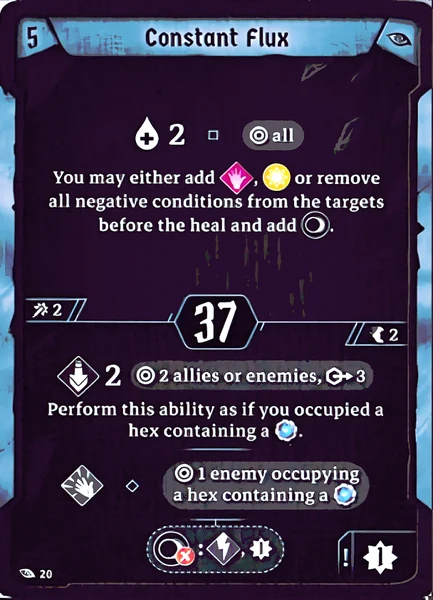 5 Constant Flux
2 all
You may either add , or remove
all negative conditions from the targets
before the heal and add .
2
37
2
2 2 allies or enemies, 3
Perform this ability as if you occupied a
hex containing a .
1 enemy occupying
a hex containing a
: , 1
! 1
20